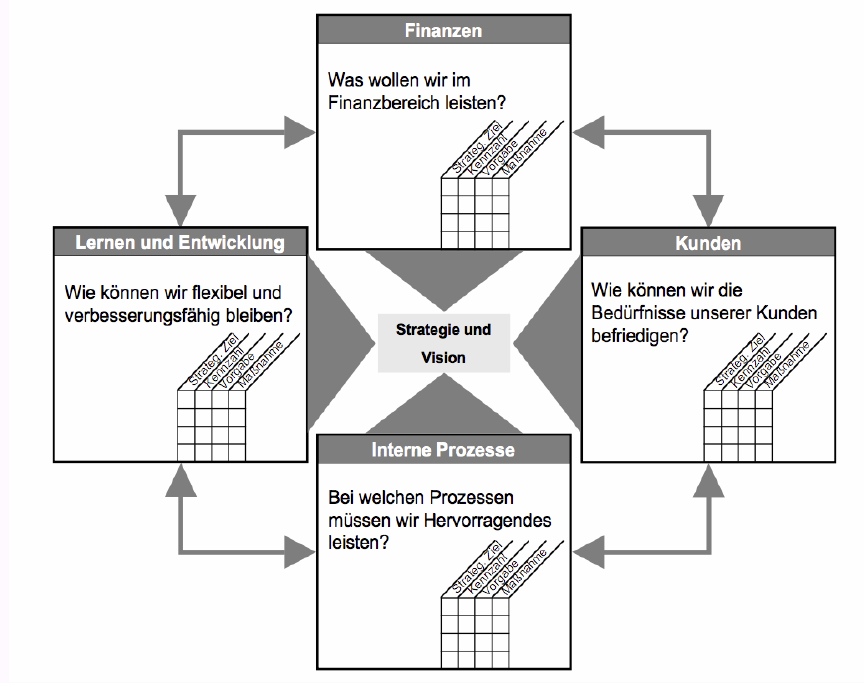 Finanzen
Was wollen wir im
Finanzbereich leisten?
Strateg. Ziel
Kennzahl
Vorgabe
Maßnahme
Lernen und Entwicklung
Wie können wir flexibel und
verbesserungsfähig bleiben?
Strateg. Ziel
Kennzahl
Vorgabe
Maßnahme
Strategie und
Vision
Kunden
Wie können wir die
Bedürfnisse unserer Kunden
befriedigen?
Strateg. Ziel
Kennzahl
Vorgabe
Maßnahme
Interne Prozesse
Bei welchen Prozessen
müssen wir Hervorragendes
leisten?
Strateg. Ziel
Kennzahl
Vorgabe
Maßnahme